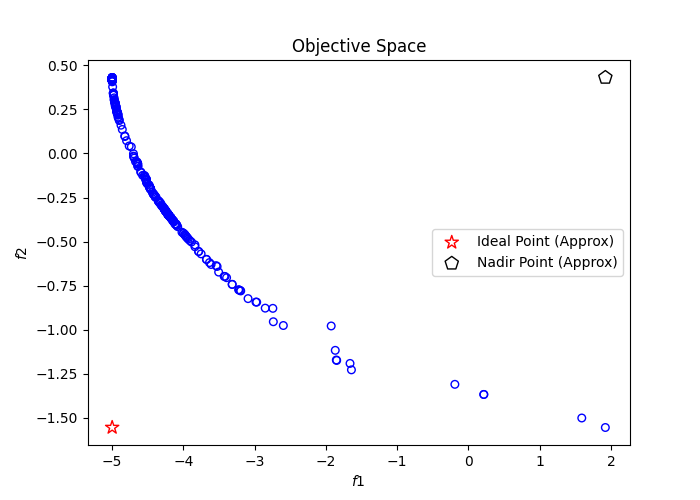 Objective Space
f2
0.50
0.25
0.00
−0.25
−0.50
−0.75
−1.00
−1.25
−1.50
Ideal Point (Approx)
Nadir Point (Approx)
−5 −4 −3 −2 −1 0 1 2
f1